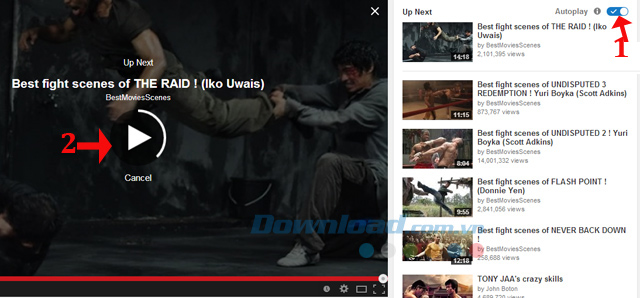 Up Next
Best fight scenes of THE RAID ! (Iko Uwais)
BestMoviesScenes
2
Cancel
Up Next
Autoplay
1
Best fight scenes of THE RAID ! (Iko
Uwais)
by BestMoviesScenes
2,101,395 views
14:18
Best fight scenes of UNDISPUTED 3
REDEMPTION ! Yuri Boyka (Scott Adkins)
by BestMoviesScenes
873,767 views
11:15
Best fight scenes of UNDISPUTED 2 ! Yuri
Boyka (Scott Adkins)
by BestMoviesScenes
14,001,332 views
8:04
Best fight scenes of FLASH POINT !
(Donnie Yen)
by BestMoviesScenes
2,841,056 views
9:55
Download.com.vn
Best fight scenes of NEVER BACK DOWN
!
by BestMoviesScenes
258,688 views
12:18
TONY JAA's crazy skills
by John Boton
4,689,720 views